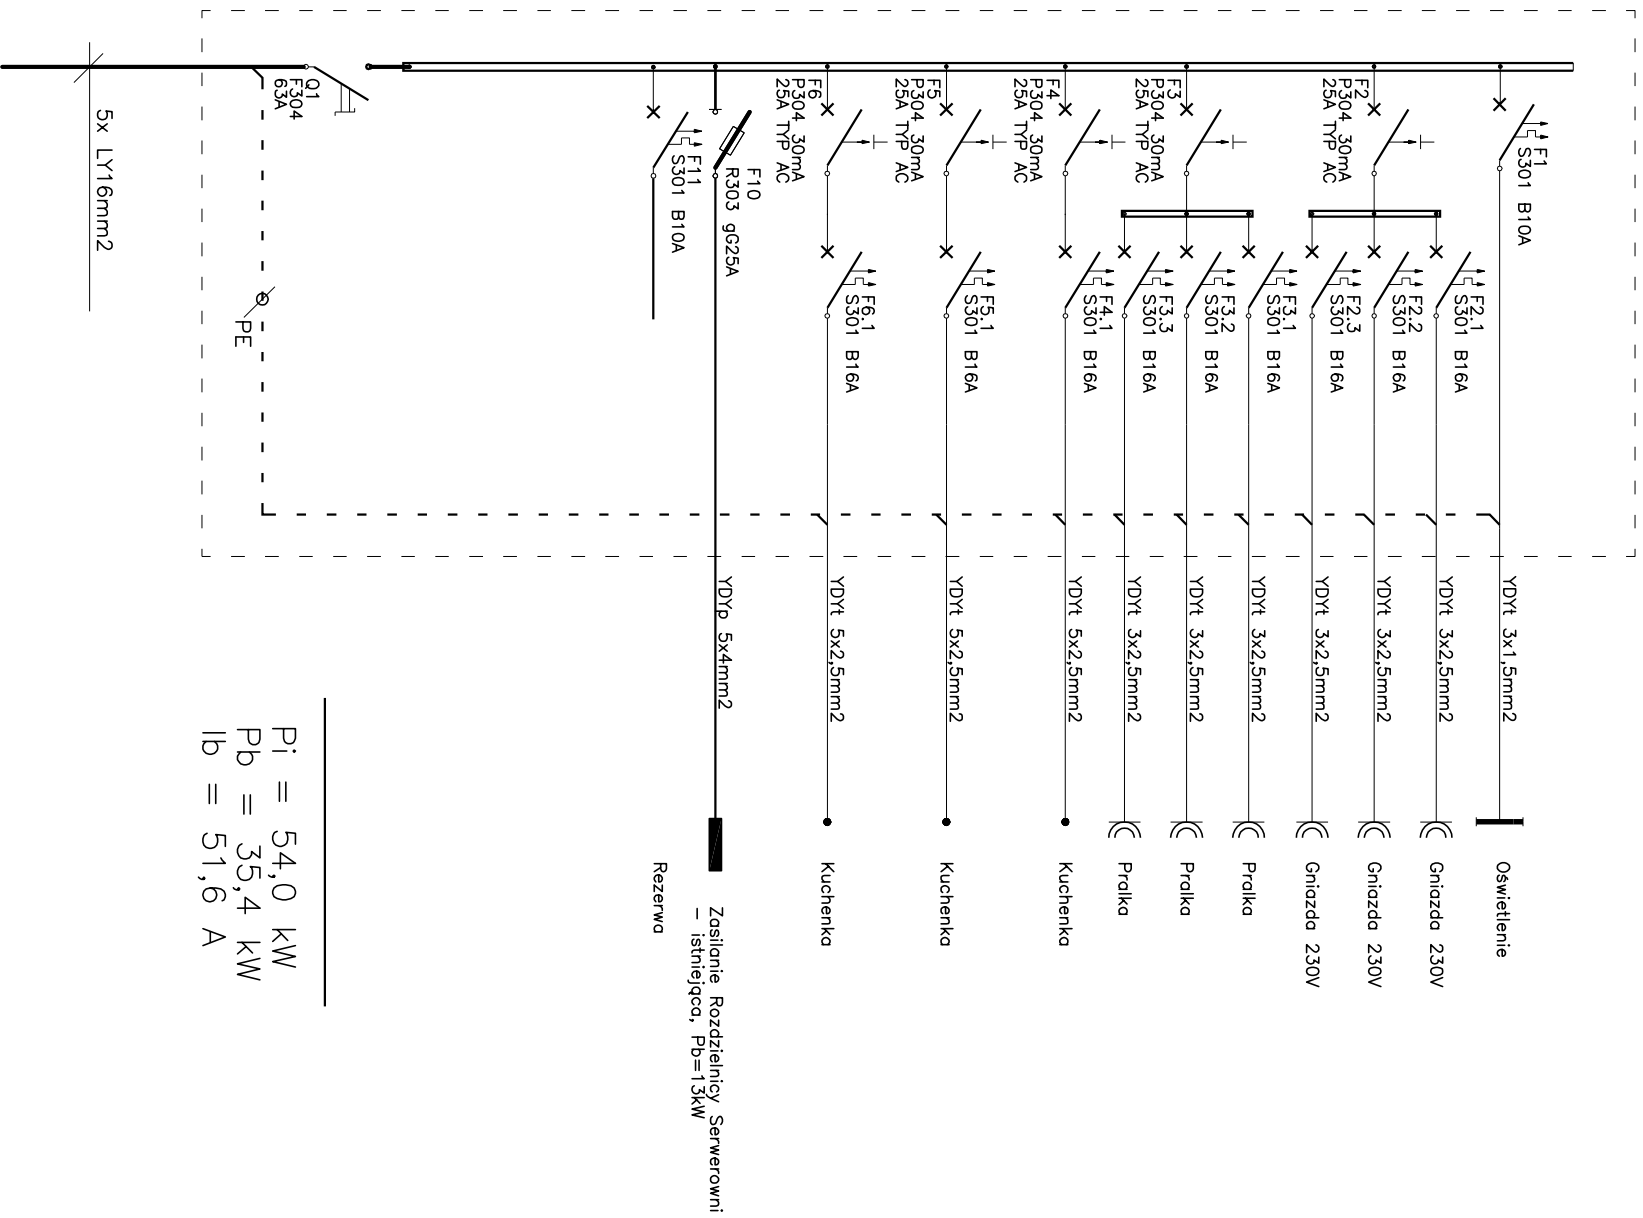 F1
S301 B10A
F2
P304 30mA
25A TYP AC
F3
P304 30mA
25A TYP AC
F4
P304 30mA
25A TYP AC
F5
P304 30mA
25A TYP AC
F6
P304 30mA
25A TYP AC
F10
R303 gG25A
F11
S301 B10A
Q1
F304
63A
5x LY16mm2
PE
F2.1
S301 B16A
F2.2
S301 B16A
F2.3
S301 B16A
F3.1
S301 B16A
F3.2
S301 B16A
F3.3
S301 B16A
F4.1
S301 B16A
F5.1
S301 B16A
F6.1
S301 B16A
YDYt 3x1,5mm2
YDYt 3x2,5mm2
YDYt 3x2,5mm2
YDYt 3x2,5mm2
YDYt 3x2,5mm2
YDYt 3x2,5mm2
YDYt 3x2,5mm2
YDYt 5x2,5mm2
YDYt 5x2,5mm2
YDYt 5x2,5mm2
YDYp 5x4mm2
Oświetlenie
Gniazda 230V
Gniazda 230V
Gniazda 230V
Pralka
Pralka
Pralka
Kuchenka
Kuchenka
Kuchenka
Zasilanie Rozdzielnicy Serwerowni
– istniejąca, Pb=13kW
Rezerwa
Pi = 54,0 kW
Pb = 35,4 kW
Ib = 51,6 A